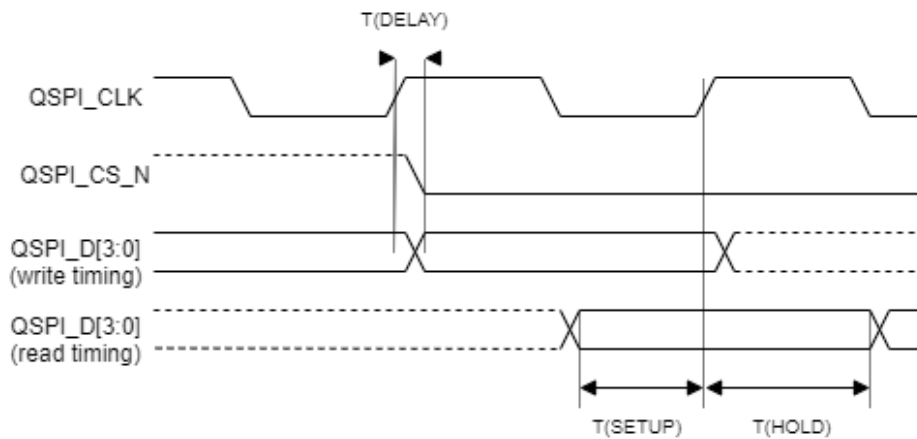 T(DELAY)
QSPI_CLK
QSPI_CS_N
QSPI_D[3:0]
(write timing)
QSPI_D[3:0]
(read timing)
T(SETUP)
T(HOLD)